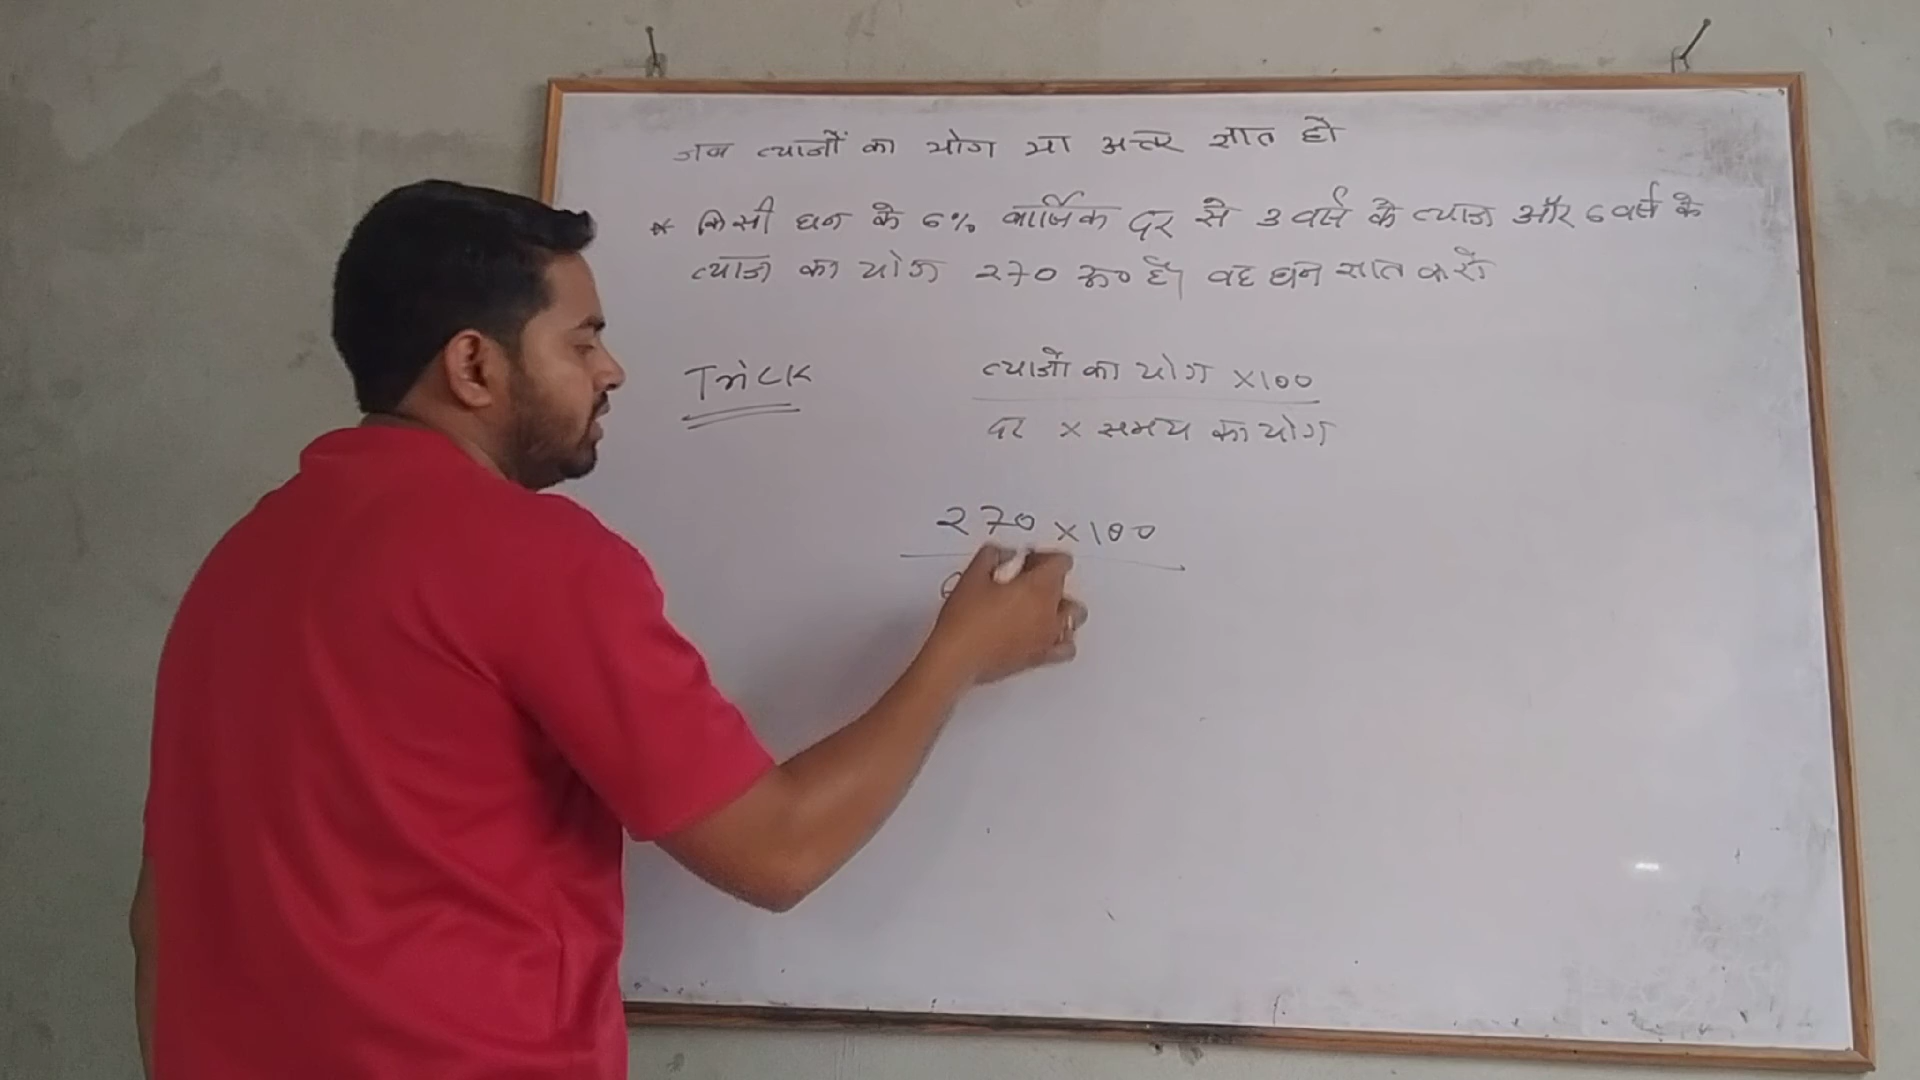 जब ब्याजों का योग या अन्तर ज्ञात हो
* किसी धन के 6% वार्षिक दर से 3 वर्ष के ब्याज और 6 वर्ष के
ब्याज का योग 270 रू० है। वह धन ज्ञात करो
Trick
ब्याजों का योग ×100
दर × समय का योग
270 ×100
6